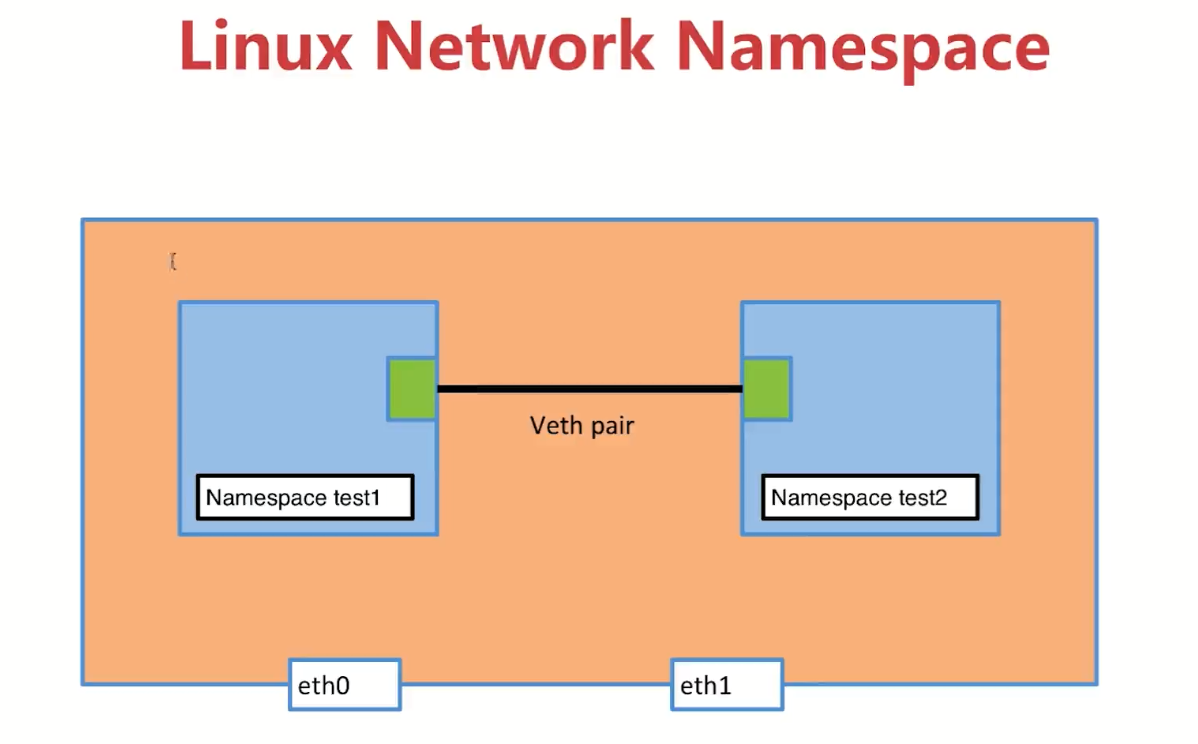 Linux Network Namespace
Veth pair
Namespace test1
Namespace test2
eth0
eth1